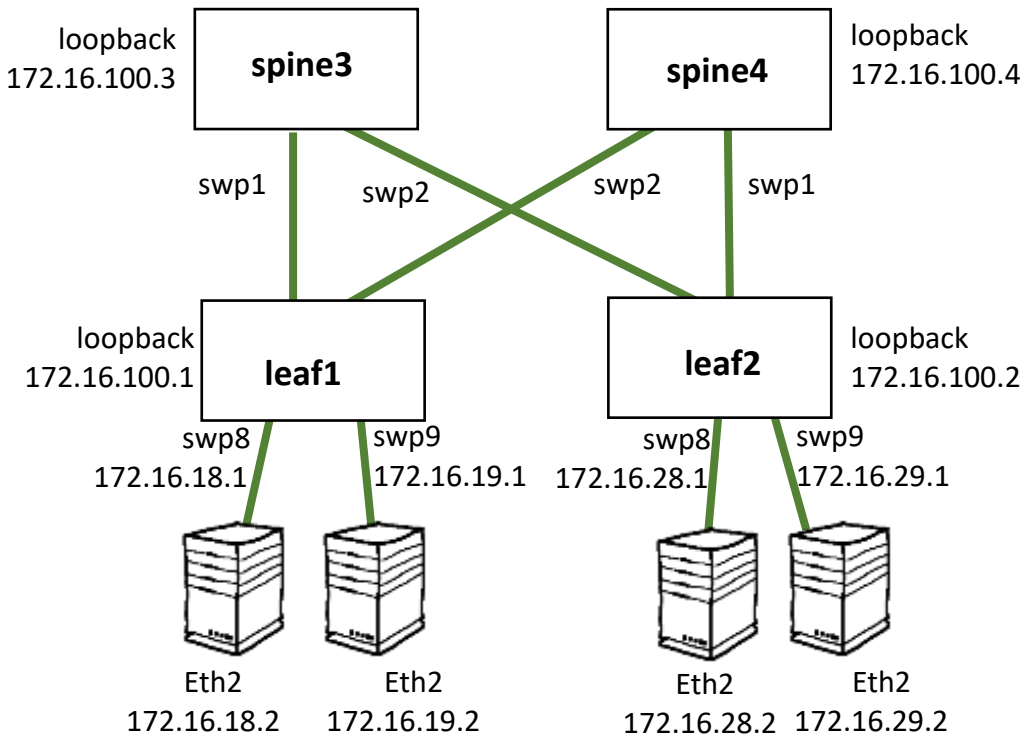 loopback
172.16.100.3
spine3
spine4
loopback
172.16.100.4
swp1
swp2
swp2
swp1
loopback
172.16.100.1
leaf1
leaf2
loopback
172.16.100.2
swp8
172.16.18.1
swp9
172.16.19.1
swp8
172.16.28.1
swp9
172.16.29.1
Eth2
172.16.18.2
Eth2
172.16.19.2
Eth2
172.16.28.2
Eth2
172.16.29.2